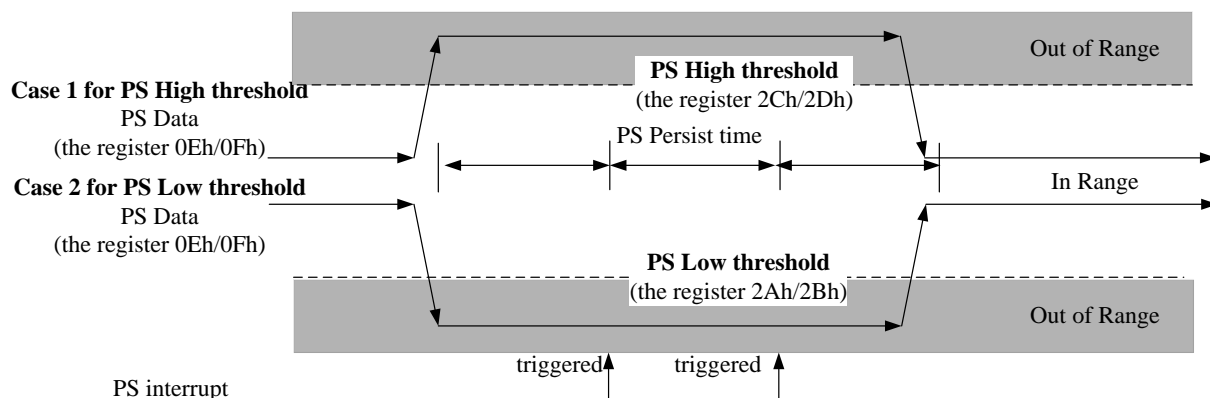 Out of Range
PS High threshold
(the register 2Ch/2Dh)
Case 1 for PS High threshold
PS Data
(the register 0Eh/0Fh)
PS Persist time
Case 2 for PS Low threshold
PS Data
(the register 0Eh/0Fh)
In Range
PS Low threshold
(the register 2Ah/2Bh)
Out of Range
triggered
triggered
PS interrupt